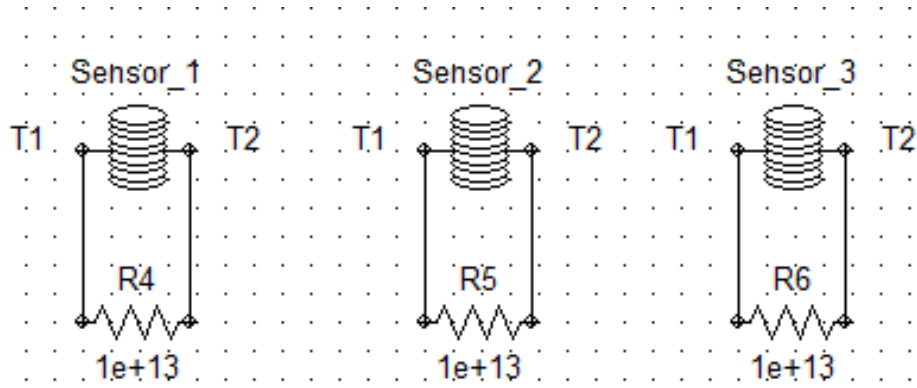 Sensor_1 Sensor_2 Sensor_3
T1 T2 T1 T2 T1 T2
R4 R5 R6
1e+13 1e+13 1e+13